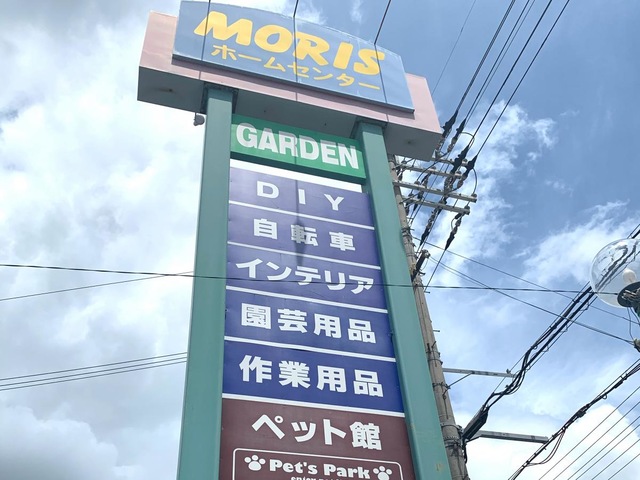 MORIS
ホームセンター
GARDEN
DIY
自転車
インテリア
園芸用品
作業用品
ペット館
Pet's Park